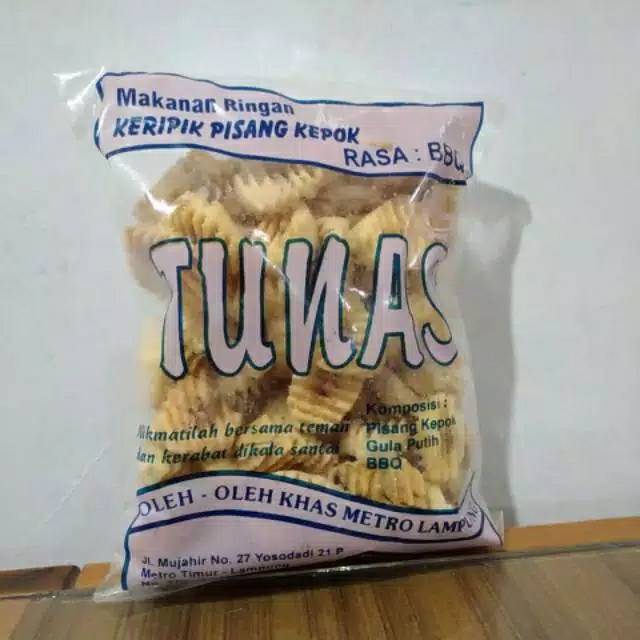 Makanan Ringan
KERIPIK PISANG KEPOK
RASA : BBQ
TUNAS
Komposisi :
Pisang Kepok
Gula Putih
BBQ
Nikmatilah bersama teman
dan kerabat dikala santai
OLEH - OLEH KHAS METRO LAMPUNG
Jl. Mujahir No. 27 Yosodadi 21 P
Metro Timur - Lampung